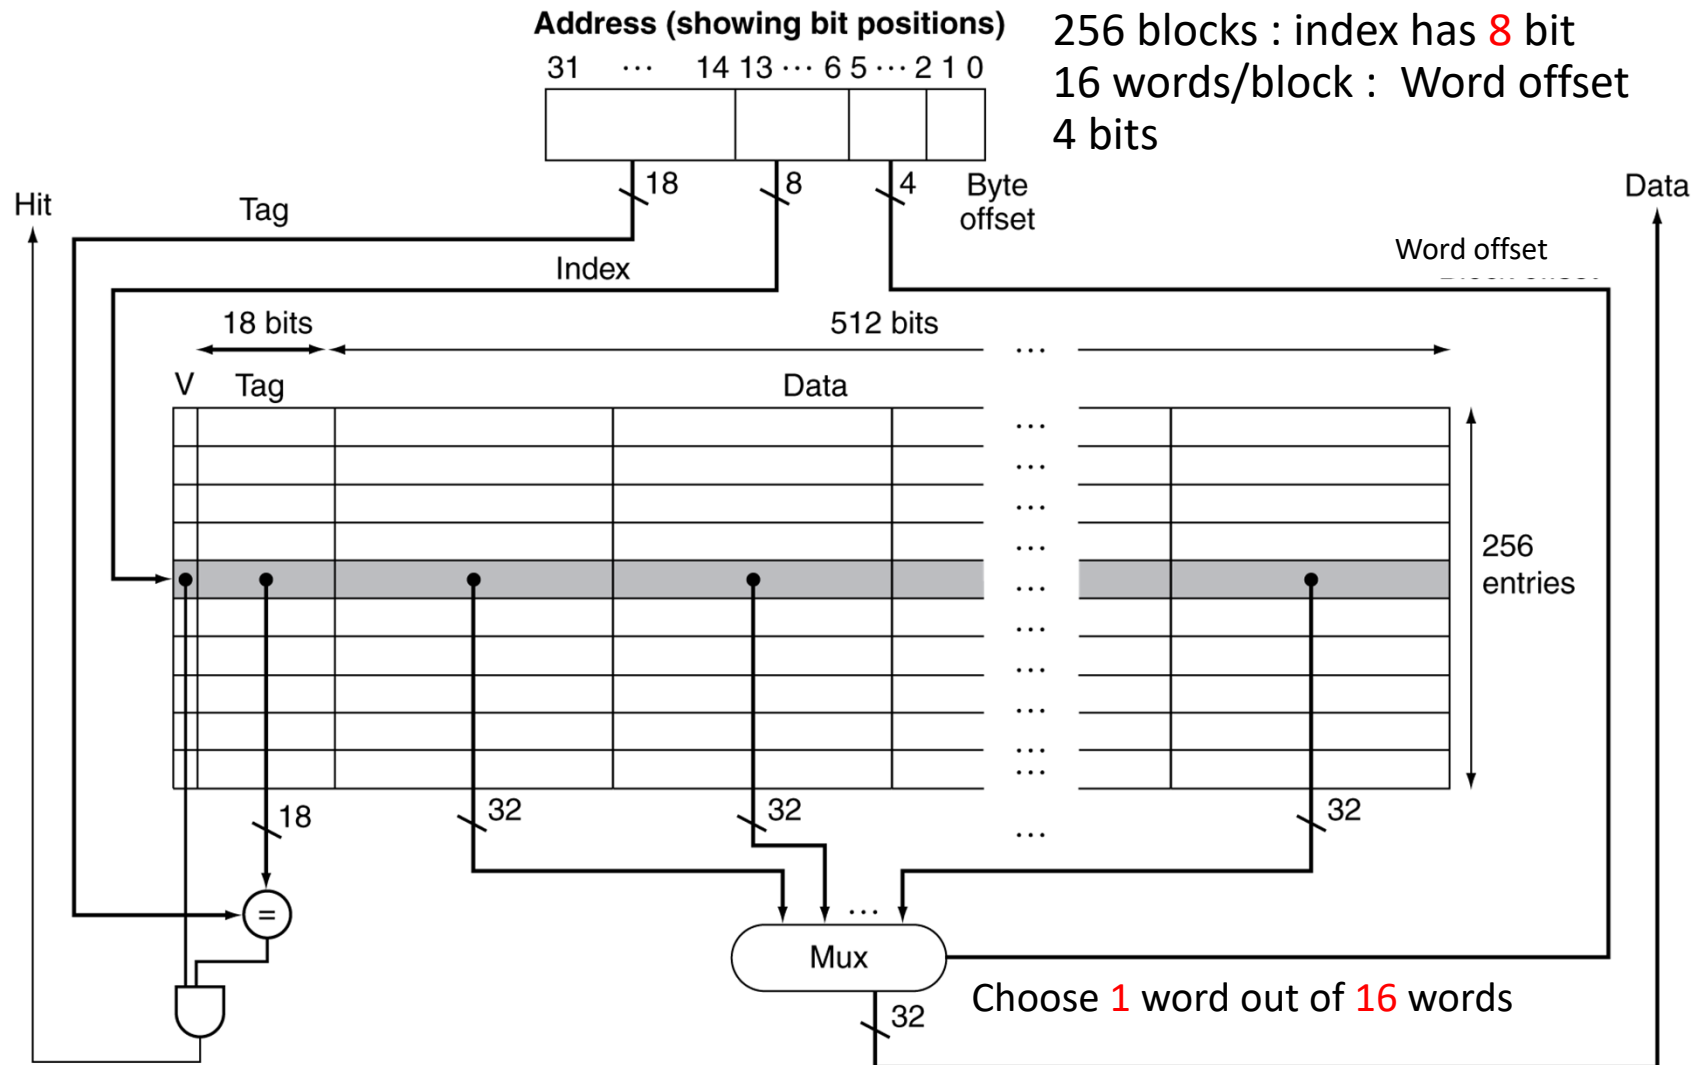 Address (showing bit positions)
31 ··· 14 13 ··· 6 5 ··· 2 1 0
256 blocks : index has 8 bit
16 words/block : Word offset
4 bits
18
8
4
Byte
offset
Hit
Tag
Data
Index
Word offset
18 bits
512 bits
···
V
Tag
Data
···
···
···
···
···
···
···
···
···
···
256
entries
18
32
32
···
32
=
···
Mux
Choose 1 word out of 16 words
32